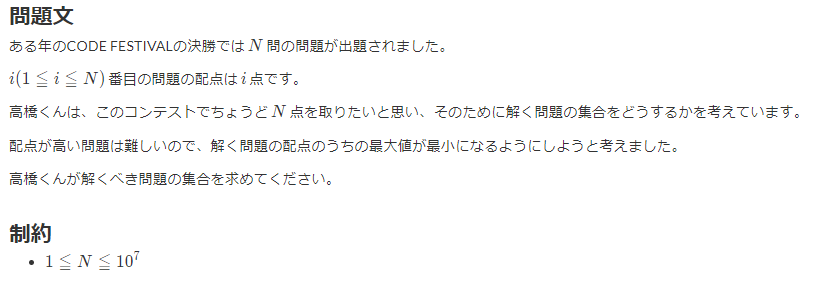 問題文
ある年のCODE FESTIVALの決勝では N 問の問題が出題されました。
i(1 ≦ i ≦ N) 番目の問題の配点は i 点です。
高橋くんは、このコンテストでちょうど N 点を取りたいと思い、そのために解く問題の集合をどうするかを考えています。
配点が高い問題は難しいので、解く問題の配点のうちの最大値が最小になるようにしようと考えました。
高橋くんが解くべき問題の集合を求めてください。
制約
• 1 ≦ N ≦ 10^7